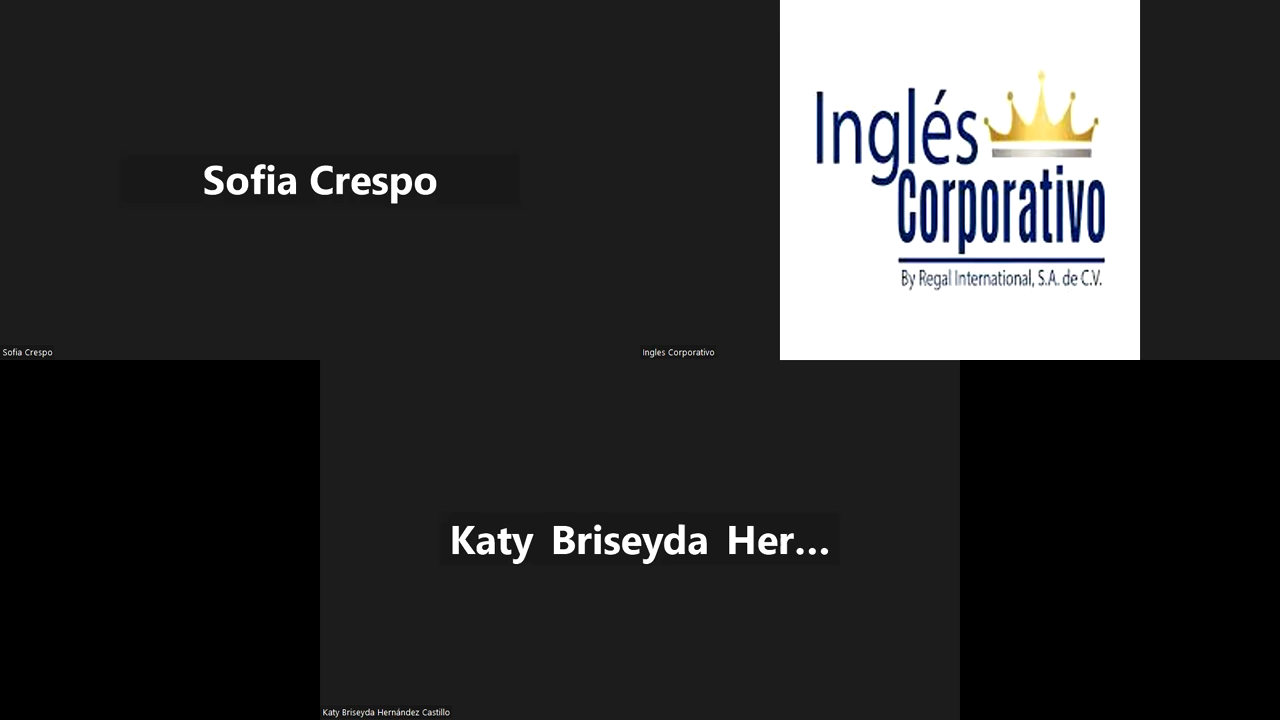 Sofia Crespo
Inglés
Corporativo
By Regal International, S.A. de C.V.
Sofia Crespo
Ingles Corporativo
Katy Briseyda Her...
Katy Briseyda Hernández Castillo